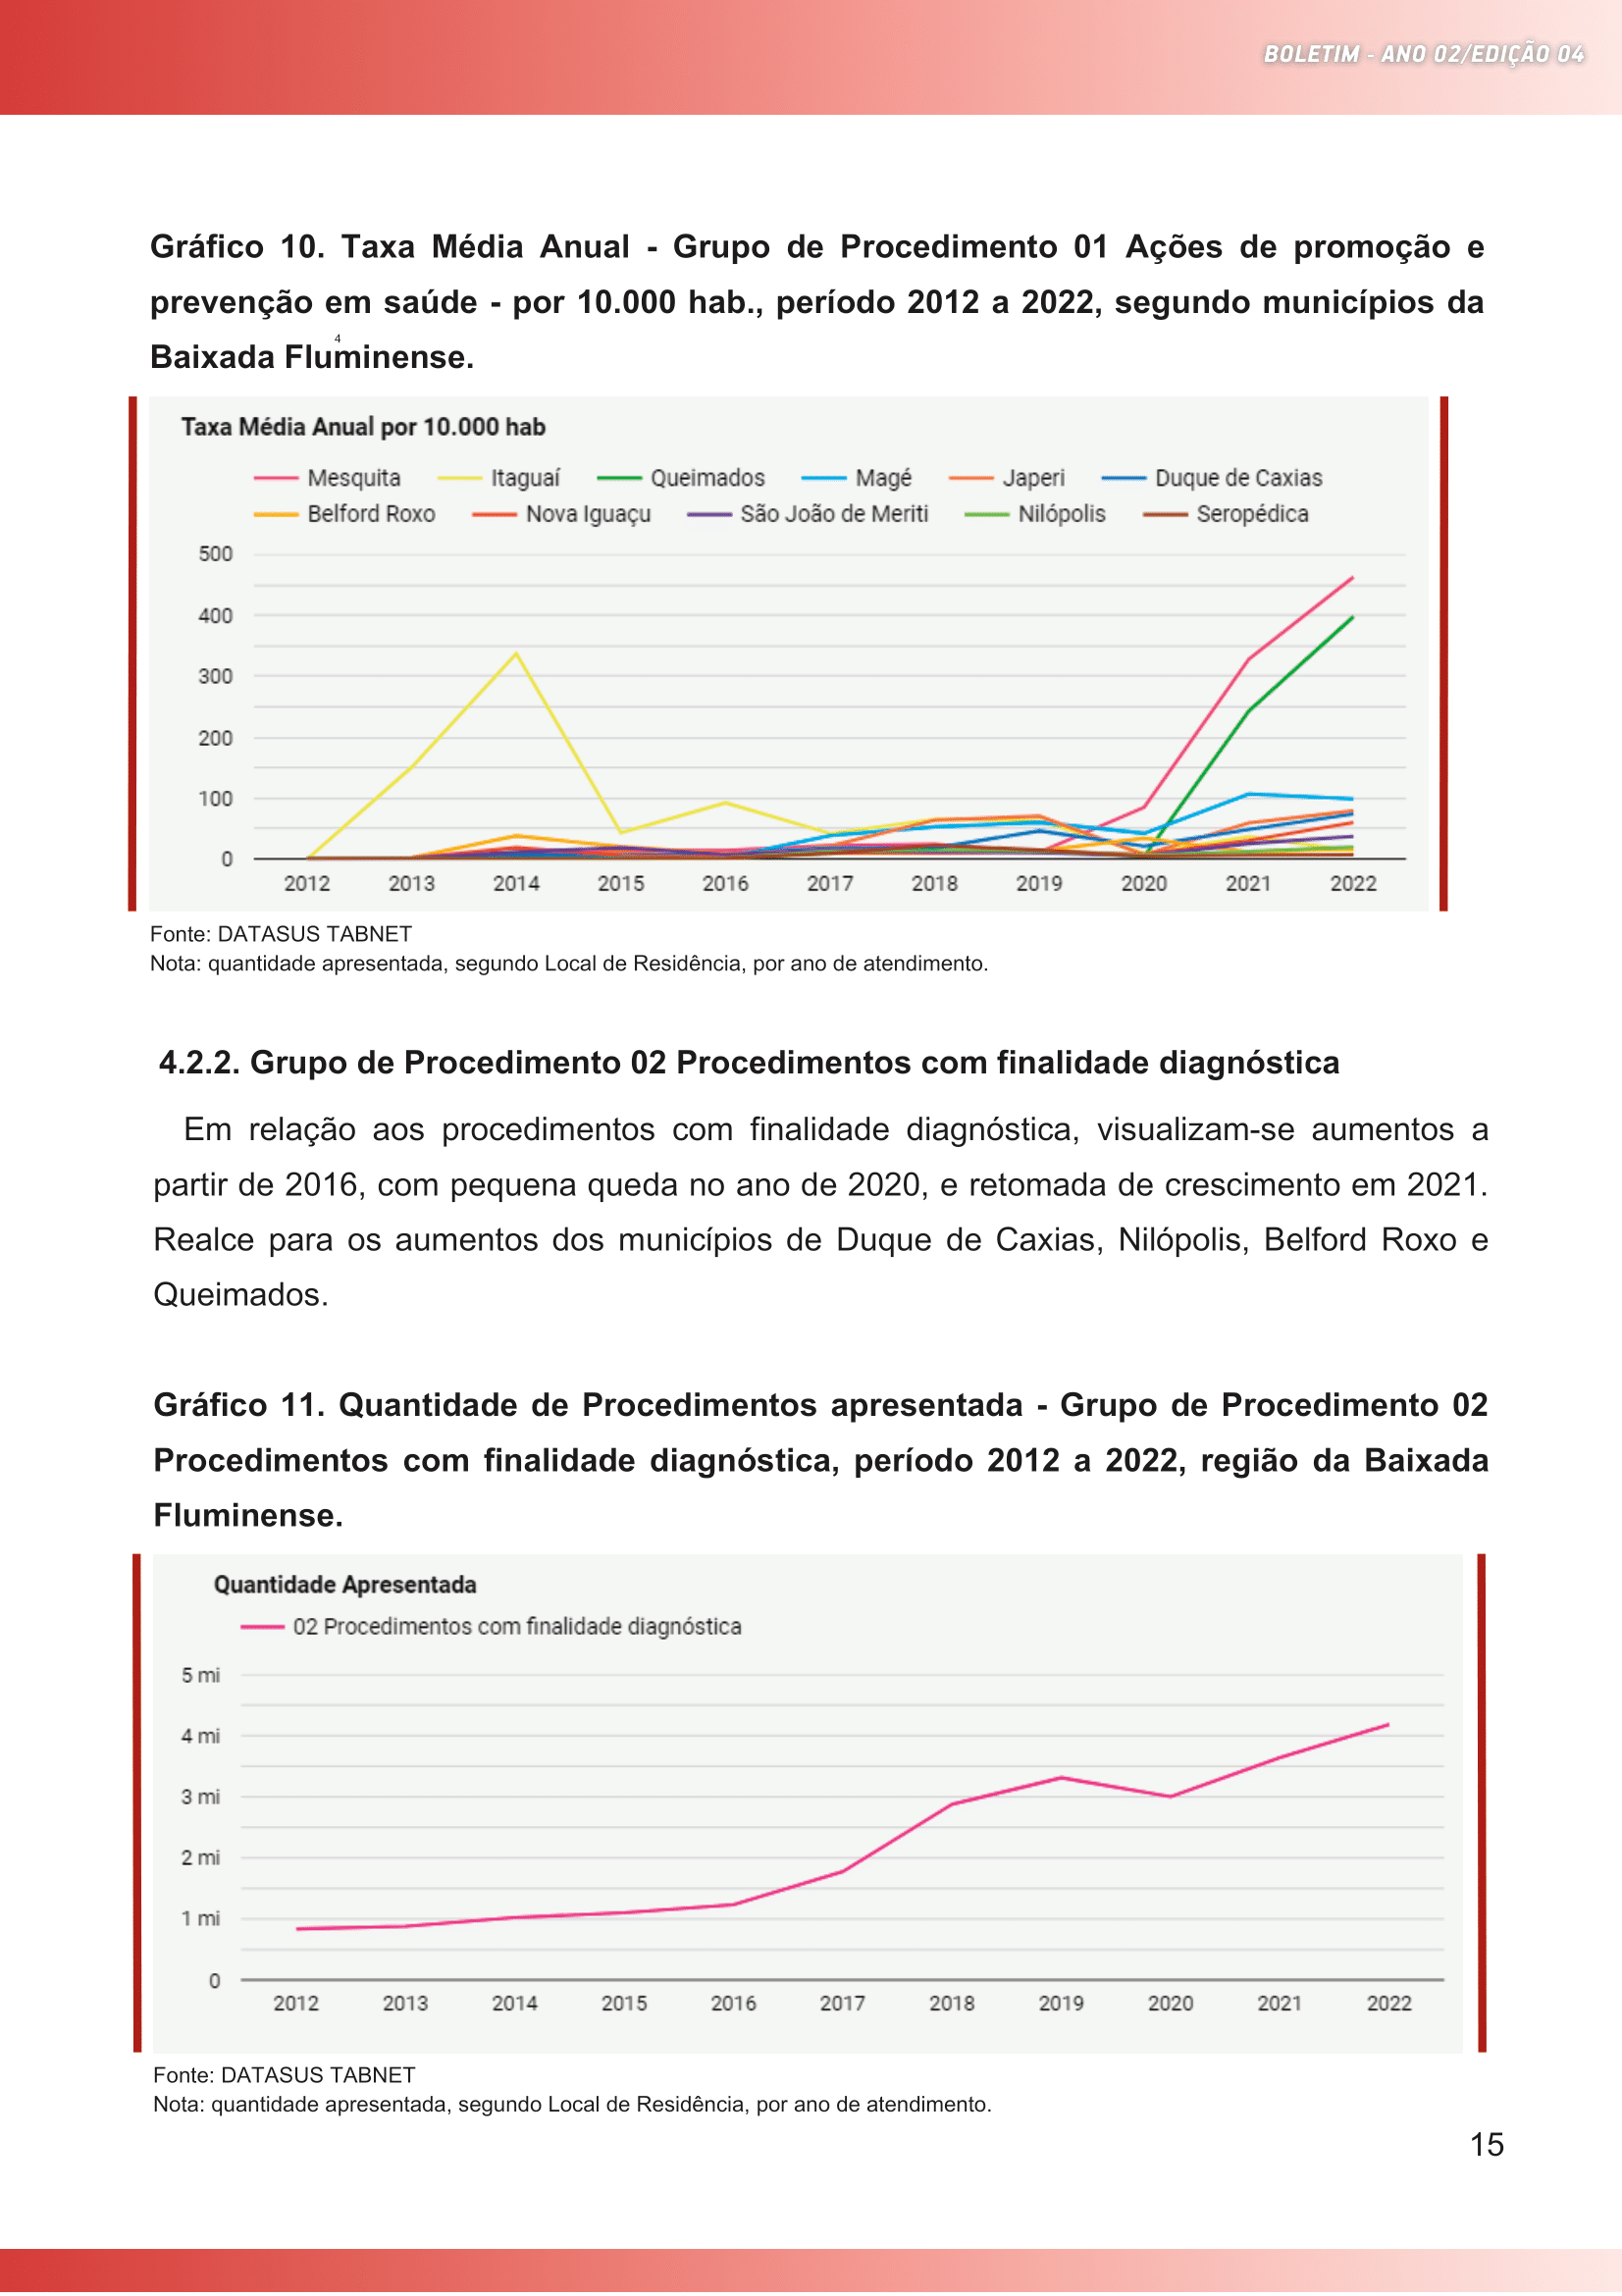 BOLETIM - ANO 02/EDIÇÃO 04
Gráfico 10. Taxa Média Anual - Grupo de Procedimento 01 Ações de promoção e
prevenção em saúde - por 10.000 hab., período 2012 a 2022, segundo municípios da
4
Baixada Fluminense.
Taxa Média Anual por 10.000 hab
Mesquita Itaguaí Queimados Magé Japeri Duque de Caxias
Belford Roxo Nova Iguaçu São João de Meriti Nilópolis Seropédica
500
400
300
200
100
0
2012 2013 2014 2015 2016 2017 2018 2019 2020 2021 2022
Fonte: DATASUS TABNET
Nota: quantidade apresentada, segundo Local de Residência, por ano de atendimento.
4.2.2. Grupo de Procedimento 02 Procedimentos com finalidade diagnóstica
Em relação aos procedimentos com finalidade diagnóstica, visualizam-se aumentos a
partir de 2016, com pequena queda no ano de 2020, e retomada de crescimento em 2021.
Realce para os aumentos dos municípios de Duque de Caxias, Nilópolis, Belford Roxo e
Queimados.
Gráfico 11. Quantidade de Procedimentos apresentada - Grupo de Procedimento 02
Procedimentos com finalidade diagnóstica, período 2012 a 2022, região da Baixada
Fluminense.
Quantidade Apresentada
02 Procedimentos com finalidade diagnóstica
5 mi
4 mi
3 mi
2 mi
1 mi
0
2012 2013 2014 2015 2016 2017 2018 2019 2020 2021 2022
Fonte: DATASUS TABNET
Nota: quantidade apresentada, segundo Local de Residência, por ano de atendimento.
15